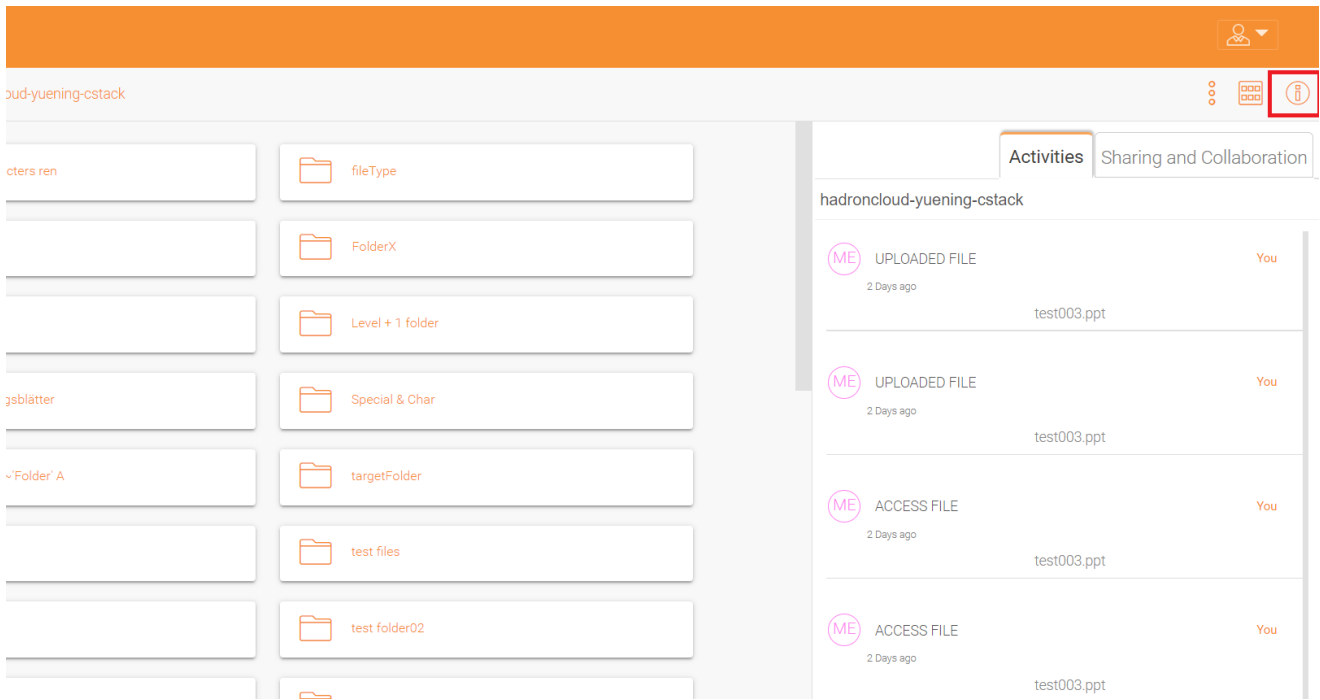 oud-yuening-cstack
Activities
Sharing and Collaboration
cters ren
fileType
hadroncloud-yuening-cstack
FolderX
ME
UPLOADED FILE
You
2 Days ago
test003.ppt
Level + 1 folder
gsblätter
Special & Char
ME
UPLOADED FILE
You
2 Days ago
test003.ppt
~'Folder' A
targetFolder
ME
ACCESS FILE
You
2 Days ago
test003.ppt
test files
test folder02
ME
ACCESS FILE
You
2 Days ago
test003.ppt